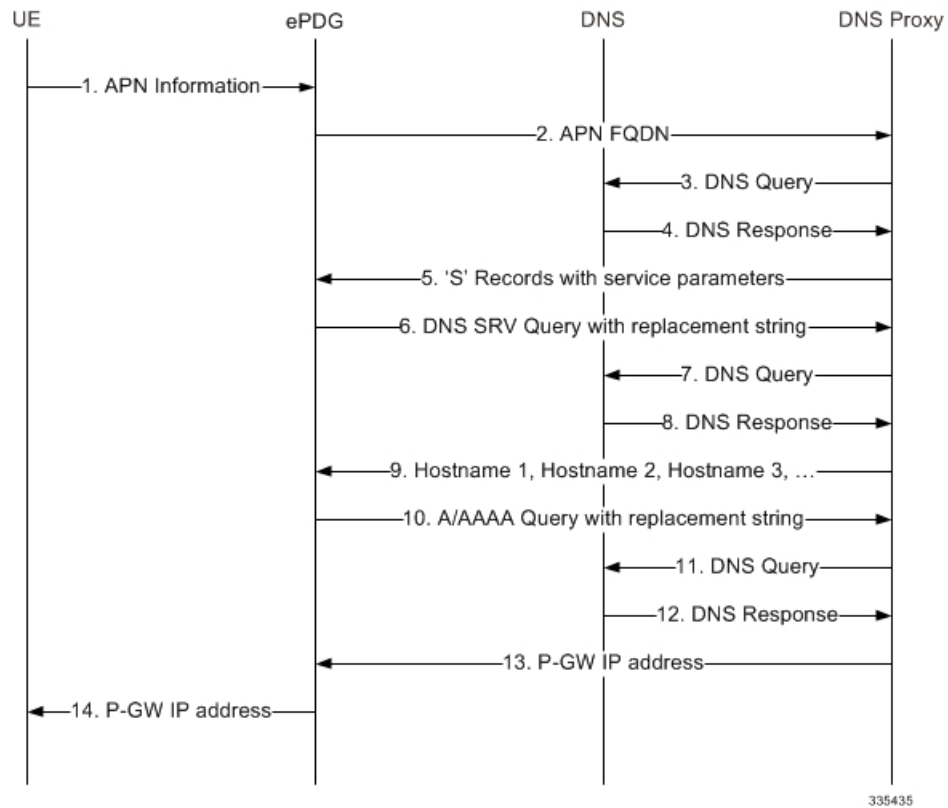 UE ePDG DNS DNS Proxy
1. APN Information
2. APN FQDN
3. DNS Query
4. DNS Response
5. 'S' Records with service parameters
6. DNS SRV Query with replacement string
7. DNS Query
8. DNS Response
9. Hostname 1, Hostname 2, Hostname 3, …
10. A/AAAA Query with replacement string
11. DNS Query
12. DNS Response
13. P-GW IP address
14. P-GW IP address
335435